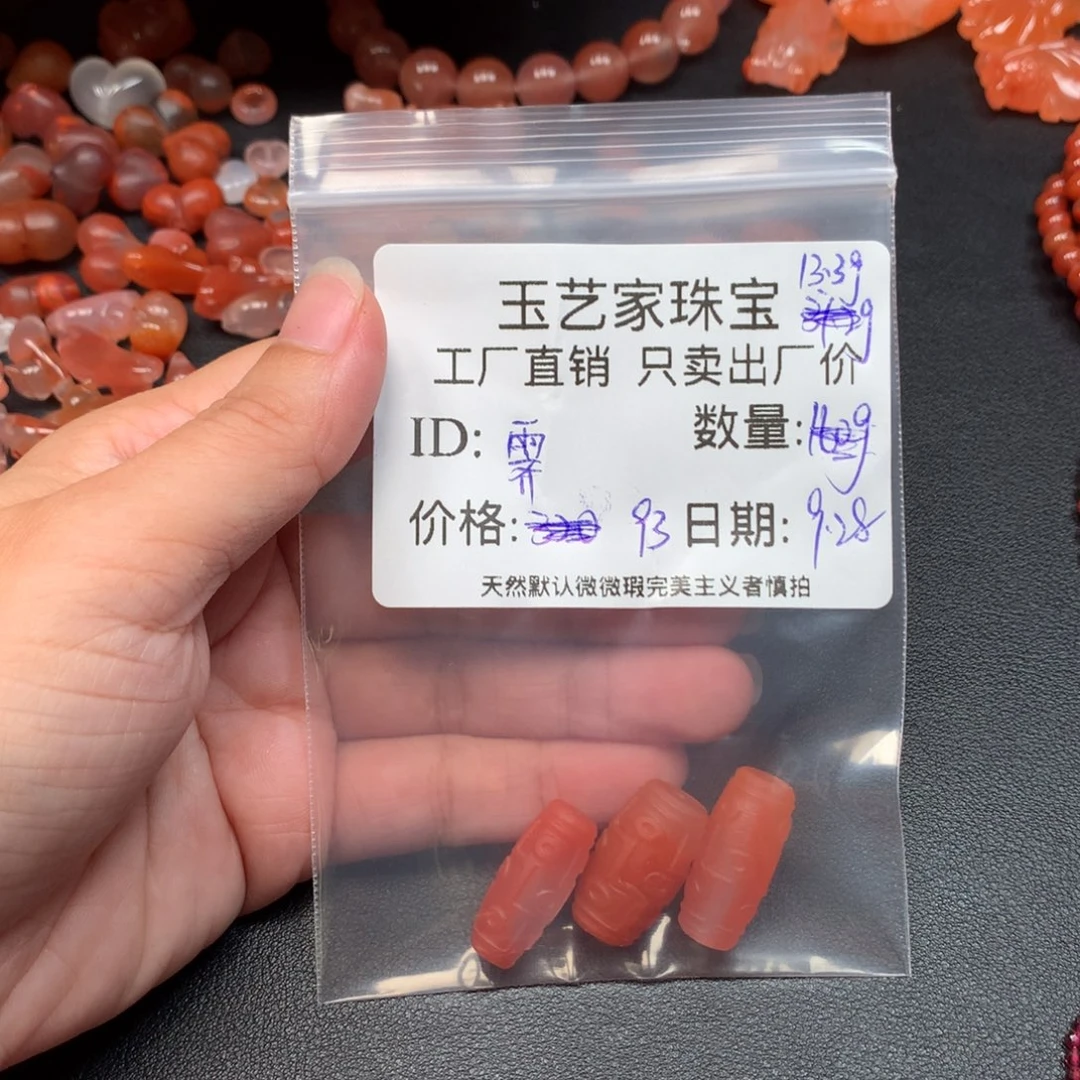 玉艺家珠宝 13.39
工厂直销 只卖出厂价
ID: 霁 数量:
价格: 93 日期: 9.28
天然默认微微瑕完美主义者慎拍